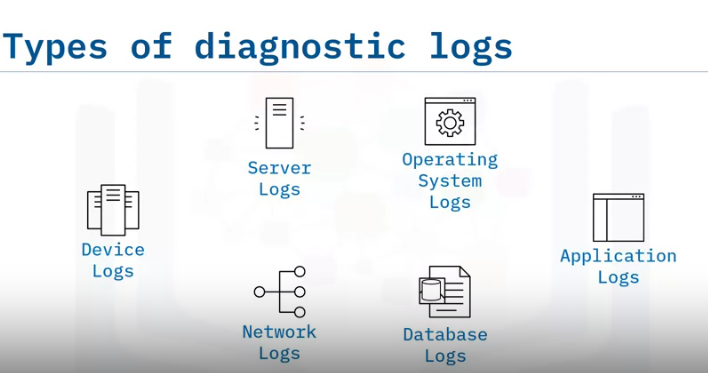 Types of diagnostic logs
Server
Logs
Operating
System
Logs
Device
Logs
Application
Logs
Network
Logs
Database
Logs